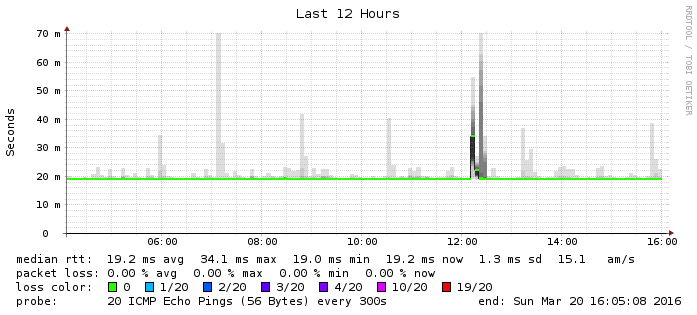 Last 12 Hours
RRDTOOL / TOBI OETIKER
Seconds
70 m
60 m
50 m
40 m
30 m
20 m
10 m
0
06:00 08:00 10:00 12:00 14:00 16:00
median rtt: 19.2 ms avg 34.1 ms max 19.0 ms min 19.2 ms now 1.3 ms sd 15.1 am/s
packet loss: 0.00 % avg 0.00 % max 0.00 % min 0.00 % now
loss color: 0 1/20 2/20 3/20 4/20 10/20 19/20
probe: 20 ICMP Echo Pings (56 Bytes) every 300s end: Sun Mar 20 16:05:08 2016